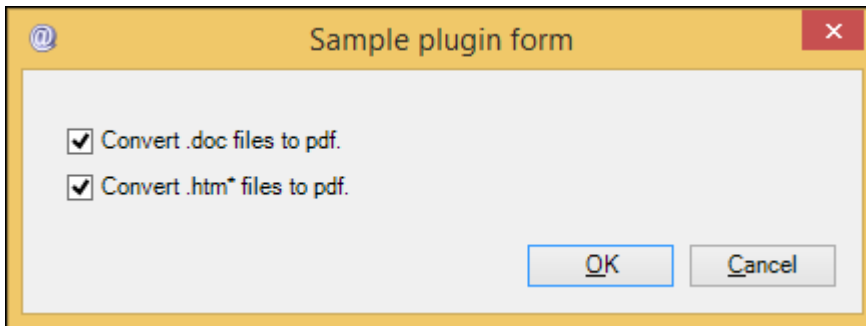 @ Sample plugin form
Convert .doc files to pdf.
Convert .htm* files to pdf.
OK Cancel